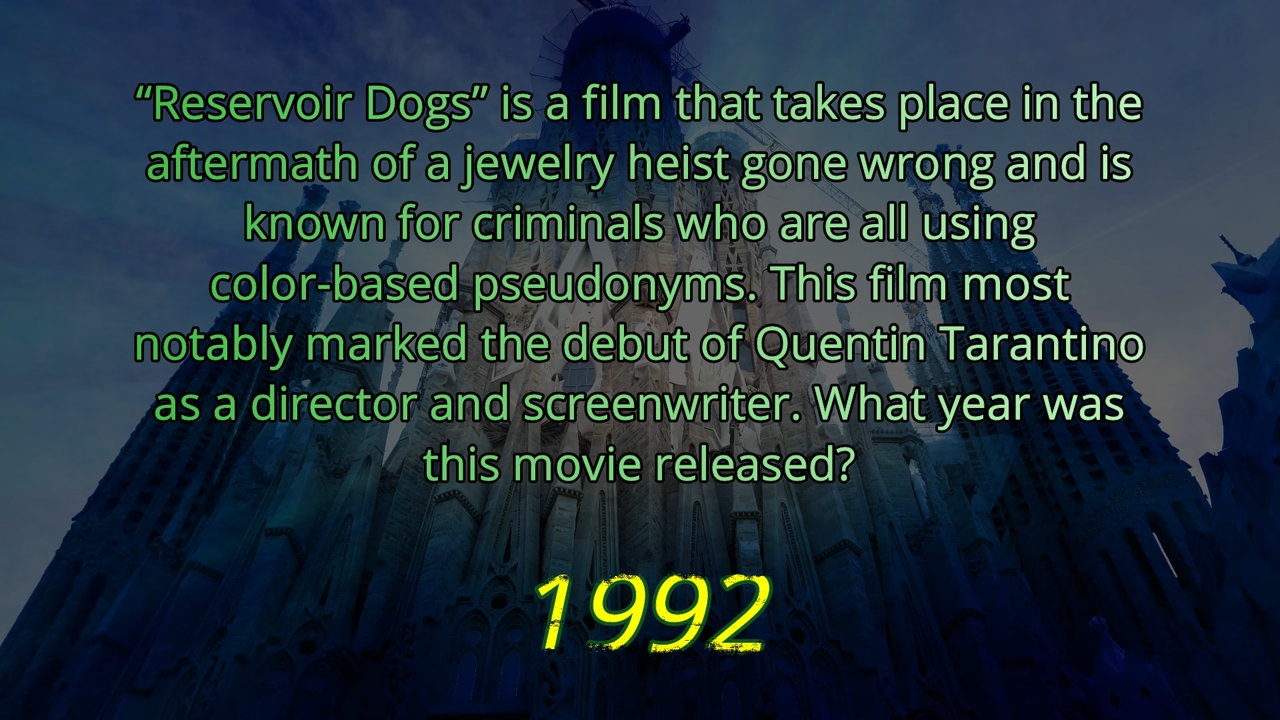 “Reservoir Dogs” is a film that takes place in the
aftermath of a jewelry heist gone wrong and is
known for criminals who are all using
color-based pseudonyms. This film most
notably marked the debut of Quentin Tarantino
as a director and screenwriter. What year was
this movie released?
1992